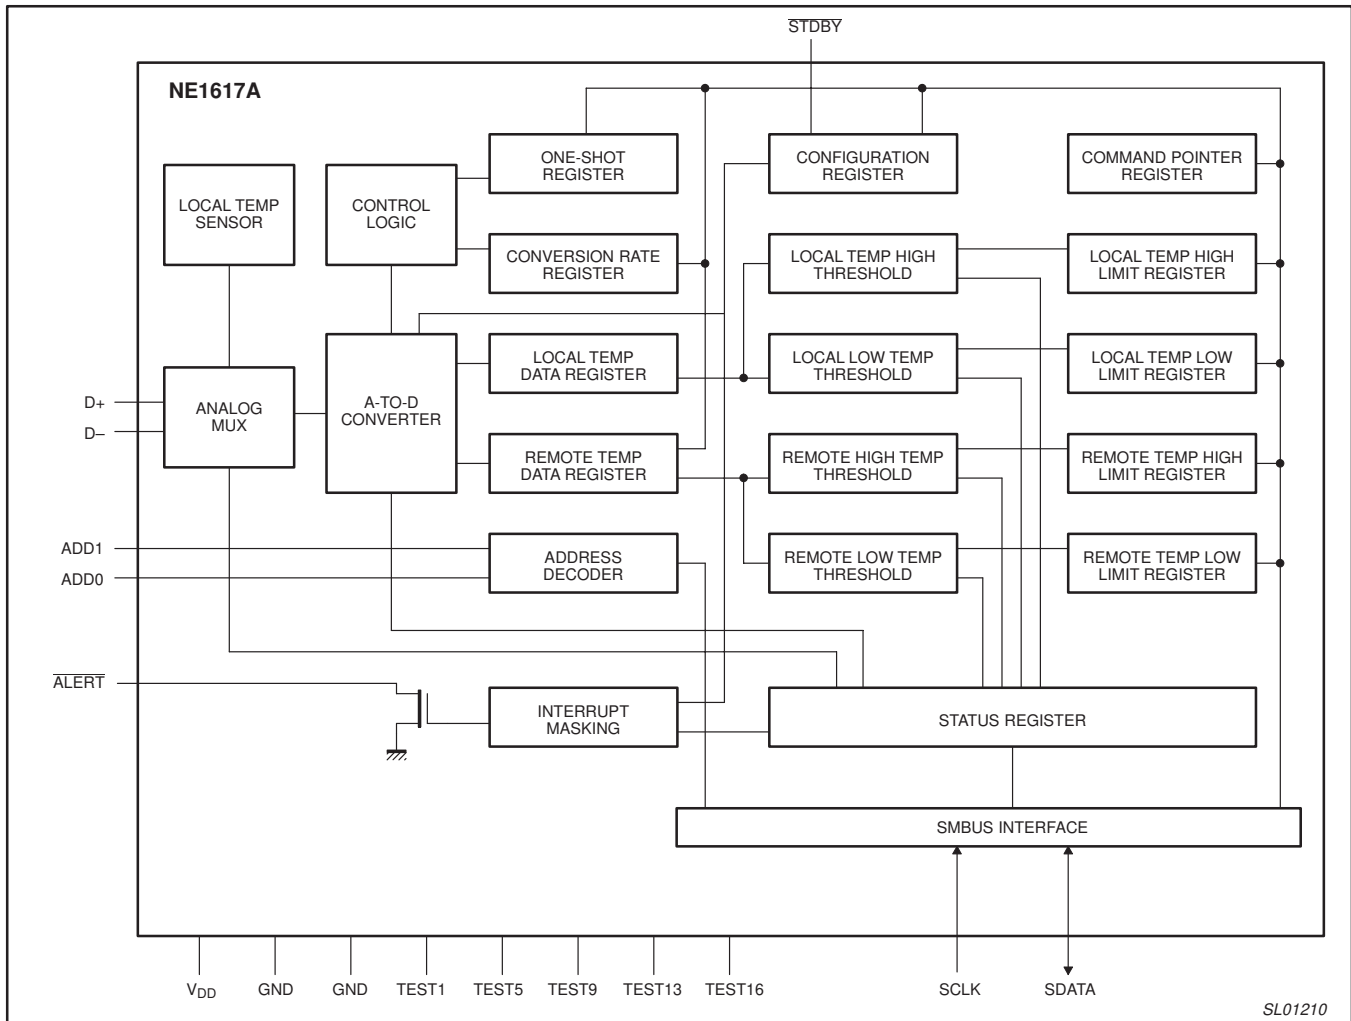 STDBY
NE1617A
ONE-SHOT
REGISTER
CONFIGURATION
REGISTER
COMMAND POINTER
REGISTER
LOCAL TEMP
SENSOR
CONTROL
LOGIC
CONVERSION RATE
REGISTER
LOCAL TEMP HIGH
THRESHOLD
LOCAL TEMP HIGH
LIMIT REGISTER
LOCAL TEMP
DATA REGISTER
LOCAL LOW TEMP
THRESHOLD
LOCAL TEMP LOW
LIMIT REGISTER
D+
D–
ANALOG
MUX
A-TO-D
CONVERTER
REMOTE TEMP
DATA REGISTER
REMOTE HIGH TEMP
THRESHOLD
REMOTE TEMP HIGH
LIMIT REGISTER
ADD1
ADD0
ADDRESS
DECODER
REMOTE LOW TEMP
THRESHOLD
REMOTE TEMP LOW
LIMIT REGISTER
ALERT
INTERRUPT
MASKING
STATUS REGISTER
SMBUS INTERFACE
VDD
GND
GND
TEST1
TEST5
TEST9
TEST13
TEST16
SCLK
SDATA
SL01210